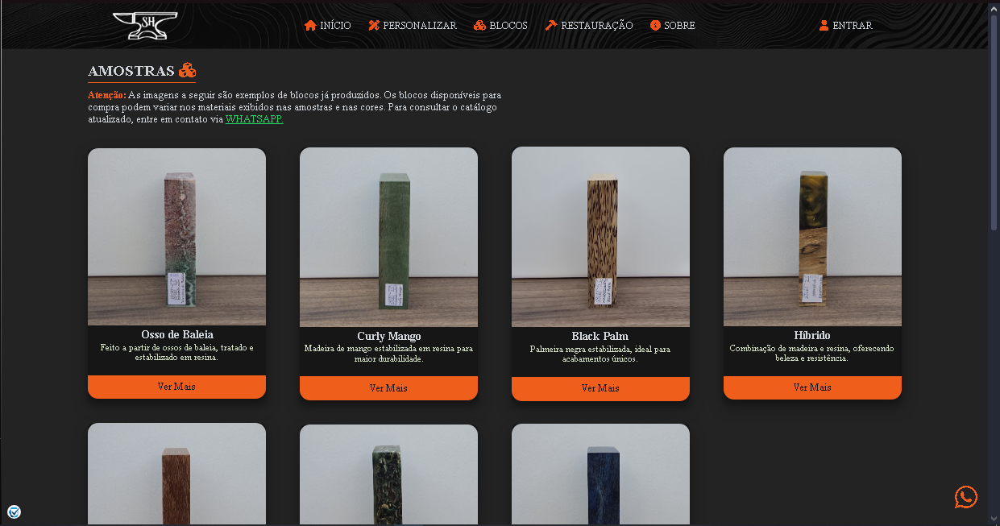 SH
INÍCIO
PERSONALIZAR
BLOCOS
RESTAURAÇÃO
SOBRE
ENTRAR
AMOSTRAS
Atenção: As imagens a seguir são exemplos de blocos já produzidos. Os blocos disponíveis para
compra podem variar nos materiais exibidos nas amostras e nas cores. Para consultar o catálogo
atualizado, entre em contato via WHATSAPP.
Osso de Baleia
Feito a partir de ossos de baleia, tratado e
estabilizado em resina.
Ver Mais
Curly Mango
Madeira de mango estabilizada em resina para
maior durabilidade.
Ver Mais
Black Palm
Palmeira negra estabilizada, ideal para
acabamentos únicos.
Ver Mais
Híbrido
Combinação de madeira e resina, oferecendo
beleza e resistência.
Ver Mais